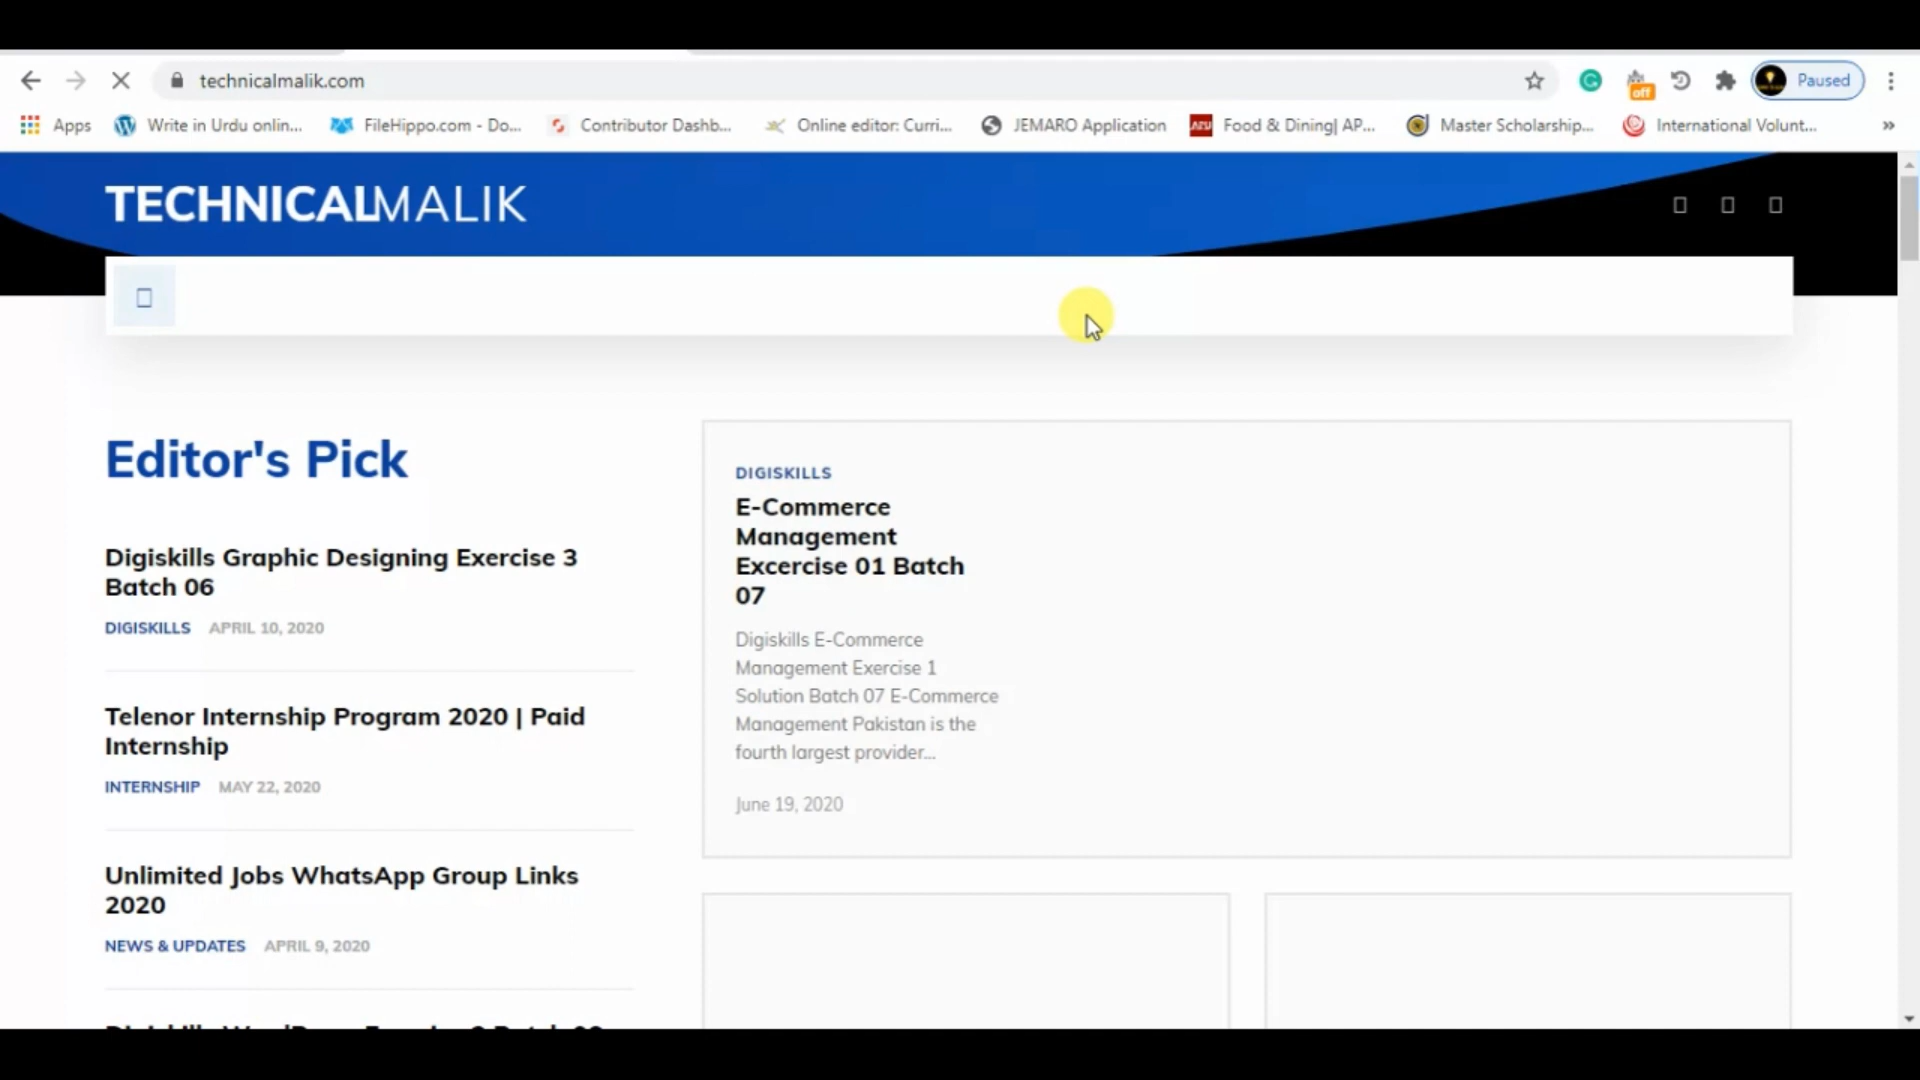 technicalmalik.com
off
Paused
Apps
Write in Urdu onlin...
FileHippo.com - Do...
Contributor Dashb...
Online editor: Curri...
JEMARO Application
APU
Food & Dining| AP...
Master Scholarship...
International Volunt...
»
TECHNICALMALIK
Editor's Pick
Digiskills Graphic Designing Exercise 3
Batch 06
DIGISKILLS APRIL 10, 2020
Telenor Internship Program 2020 | Paid
Internship
INTERNSHIP MAY 22, 2020
Unlimited Jobs WhatsApp Group Links
2020
NEWS & UPDATES APRIL 9, 2020
DIGISKILLS
E-Commerce
Management
Excercise 01 Batch
07
Digiskills E-Commerce
Management Exercise 1
Solution Batch 07 E-Commerce
Management Pakistan is the
fourth largest provider...
June 19, 2020